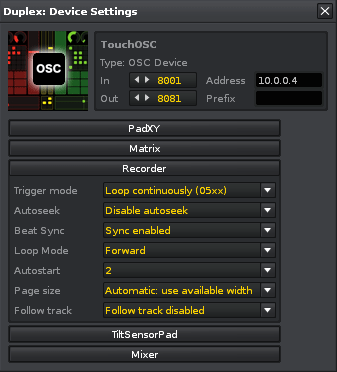 Duplex: Device Settings
OSC
TouchOSC
Type: OSC Device
In 8001 Address 10.0.0.4
Out 8081 Prefix
PadXY
Matrix
Recorder
Trigger mode Loop continuously (05xx)
Autoseek Disable autoseek
Beat Sync Sync enabled
Loop Mode Forward
Autostart 2
Page size Automatic: use available width
Follow track Follow track disabled
TiltSensorPad
Mixer